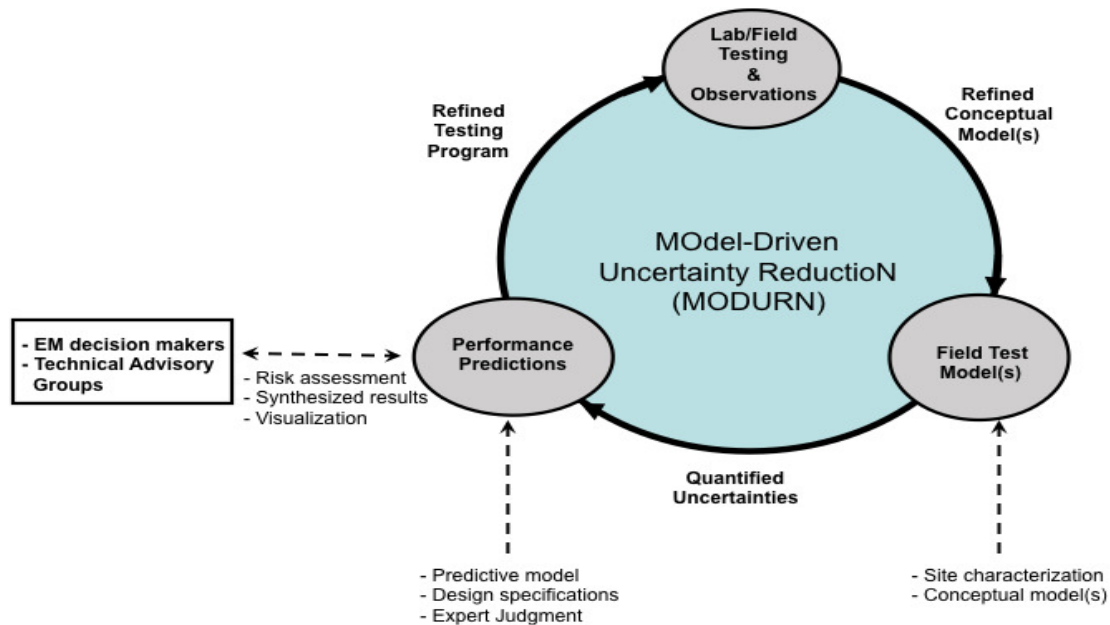 Lab/Field
Testing
&
Observations
Refined
Testing
Program
Refined
Conceptual
Model(s)
MOdel-Driven
Uncertainty ReductioN
(MODURN)
- EM decision makers
- Technical Advisory
Groups
- Risk assessment
- Synthesized results
- Visualization
Performance
Predictions
Field Test
Model(s)
Quantified
Uncertainties
- Predictive model
- Design specifications
- Expert Judgment
- Site characterization
- Conceptual model(s)